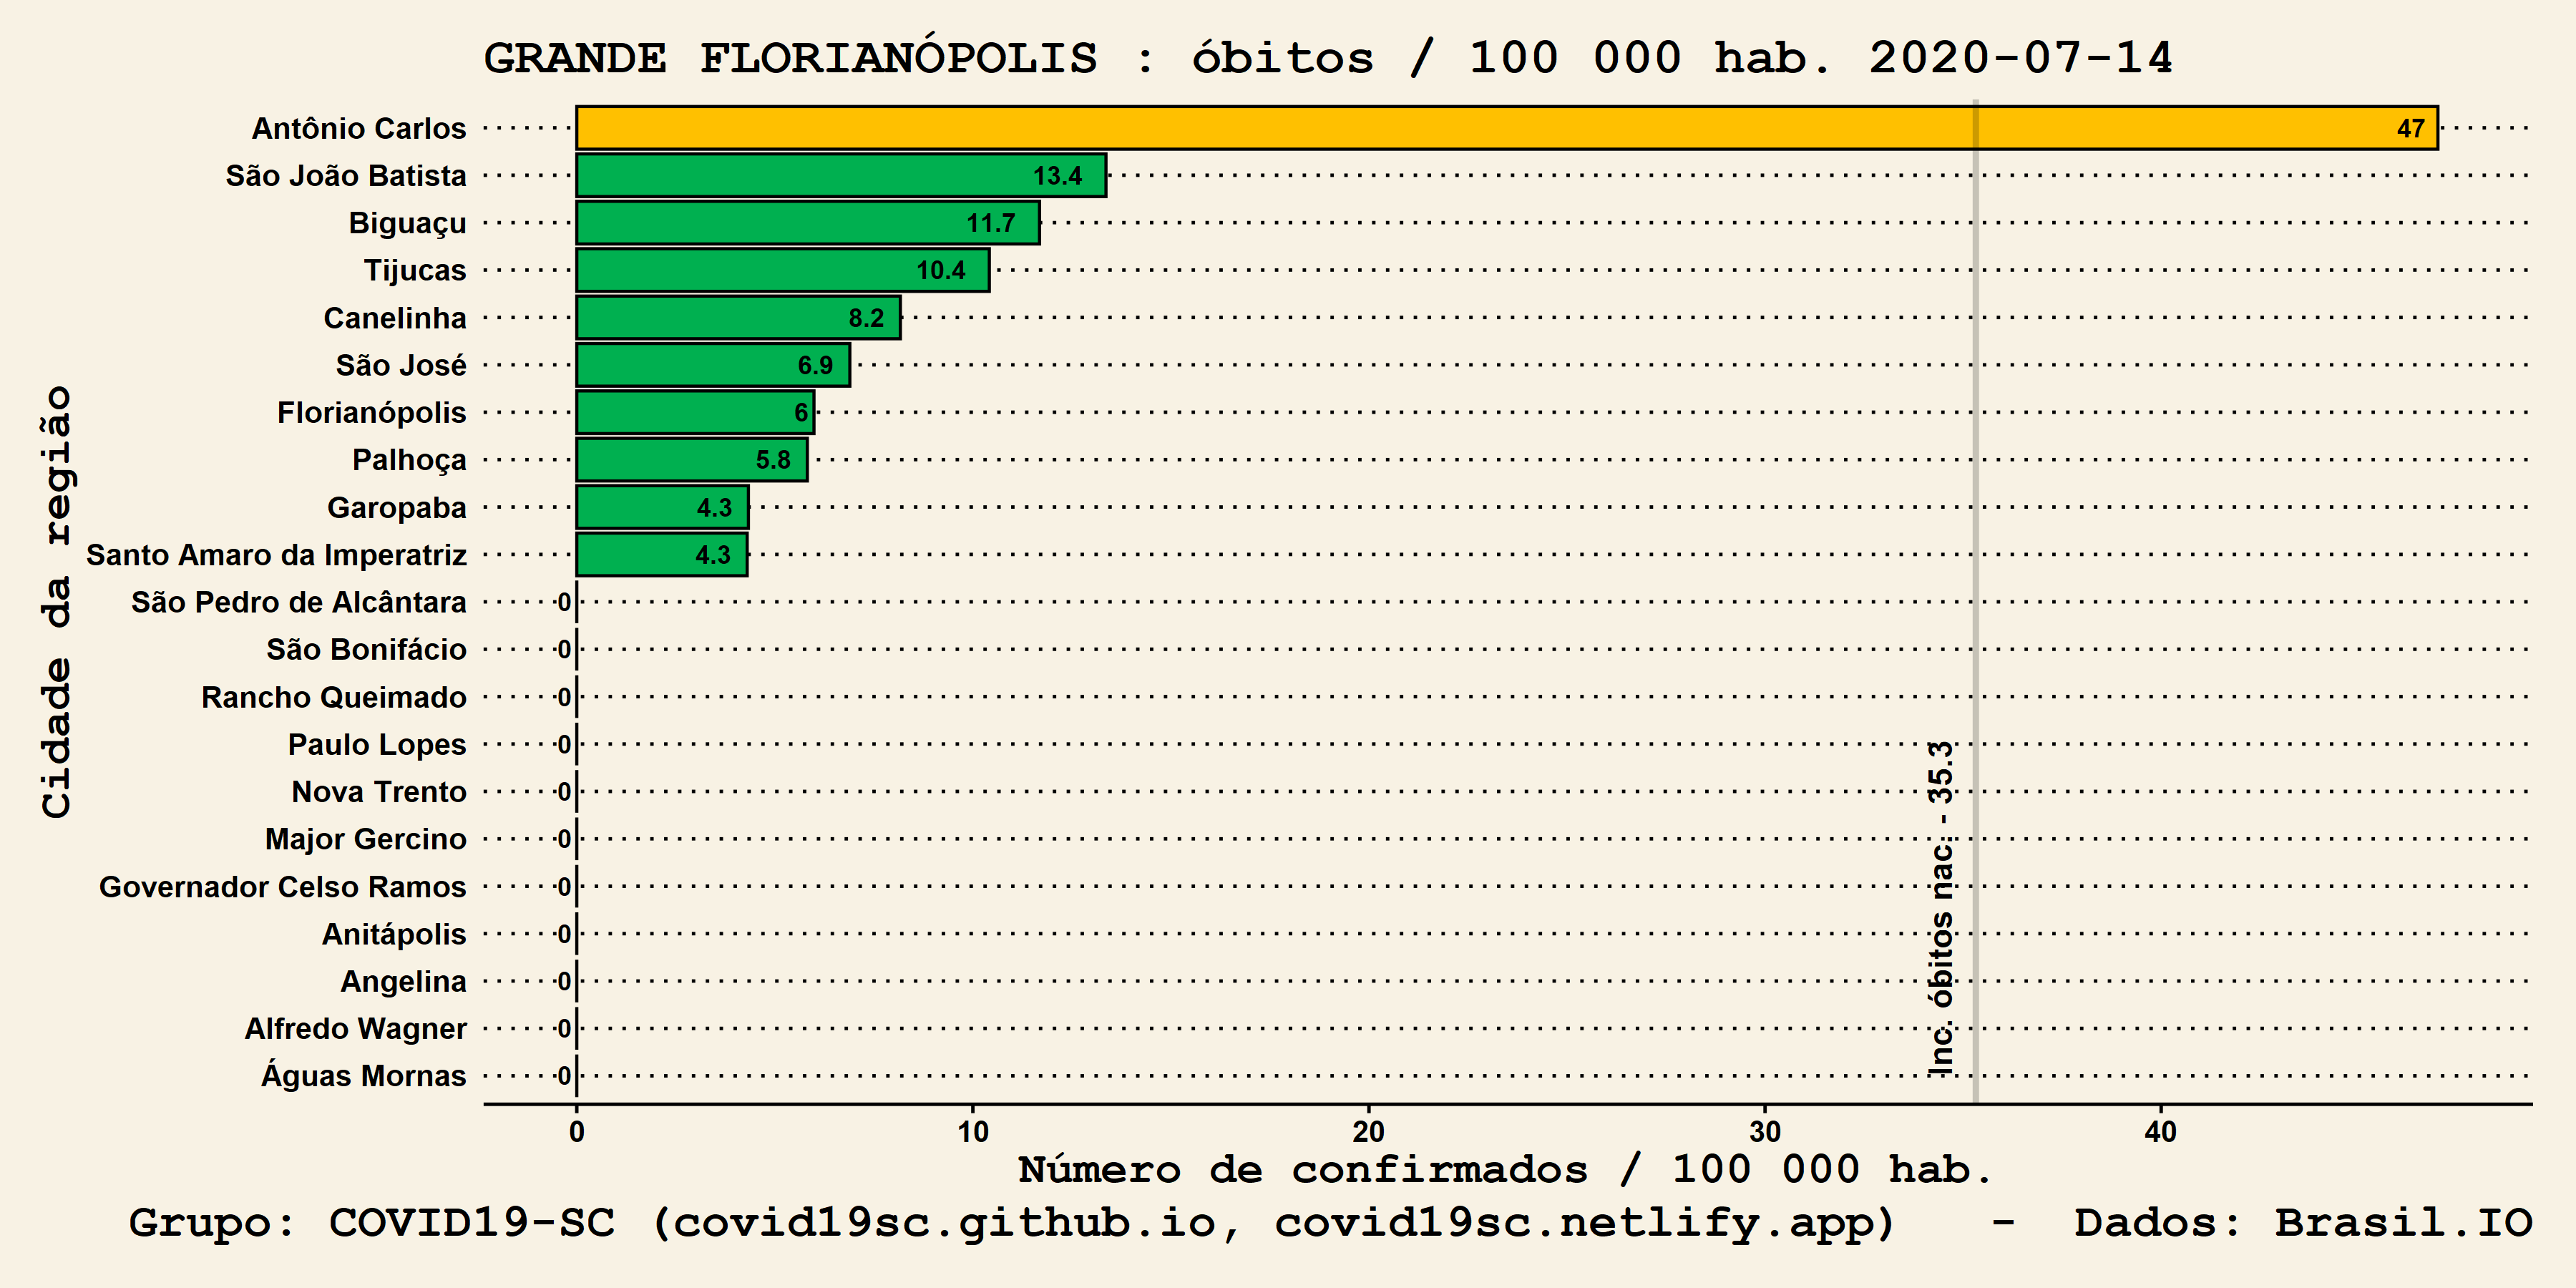 GRANDE FLORIANÓPOLIS : óbitos / 100 000 hab. 2020-07-14
Cidade da região
Antônio Carlos 47
São João Batista 13.4
Biguaçu 11.7
Tijucas 10.4
Canelinha 8.2
São José 6.9
Florianópolis 6
Palhoça 5.8
Garopaba 4.3
Santo Amaro da Imperatriz 4.3
São Pedro de Alcântara 0
São Bonifácio 0
Rancho Queimado 0
Paulo Lopes 0
Nova Trento 0
Major Gercino 0
Governador Celso Ramos 0
Anitápolis 0
Angelina 0
Alfredo Wagner 0
Águas Mornas 0
Inc. óbitos nac. - 35.3
0 10 20 30 40
Número de confirmados / 100 000 hab.
Grupo: COVID19-SC (covid19sc.github.io, covid19sc.netlify.app) - Dados: Brasil.IO